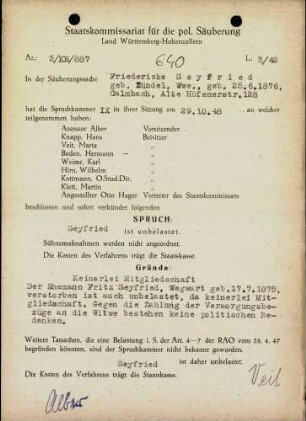 Staatskommissariat für die pol. Säuberung
Land Württemberg-Hohenzollern
Az.: 3/KB/887 640 L: 3/42
In der Säuberungssache Friedericke Seyfried
geb. Zündel, Wwe., geb. 25.6.1876,
Calmbach, Alte Höfenerstr.128
hat die Spruchkammer IX in ihrer Sitzung am 29.10.48 , an welcher
teilgenommen haben:
Assessor Alber Vorsitzender
Knapp, Hans Beisitzer
Veit, Maria „
Boden, Hermann – „
Weimer, Karl „
Hirn, Wilhelm „
Kottmann, O.Stud.Dir. „
Klett, Martin „
Angestellter Otto Hager Vertreter des Staatskommissars
beschlossen und sofort verkündet folgenden
SPRUCH:
Seyfried
ist unbelastet.
Sühnemaßnahmen werden nicht angeordnet.
Die Kosten des Verfahrens trägt die Staatskasse.
Gründe:
Keinerlei Mitgliedschaft
Der Ehemann Fritz Seyfried, Wegwart geb.17.7.1875,
verstorben ist auch unbelastet, da keinerlei Mit-
gliedschaft. Gegen die Zahlung der Versorgungsbe-
züge an die Witwe bestehen keine politischen Be-
denken.
Weitere Tatsachen, die eine Belastung i. S. der Art. 4–7 der RAO vom 25. 4. 47
begründen könnten, sind der Spruchkammer nicht bekannt geworden.
Seyfried ist daher unbelastet.
Die Kosten des Verfahrens trägt die Staatskasse.
Veit
Alber